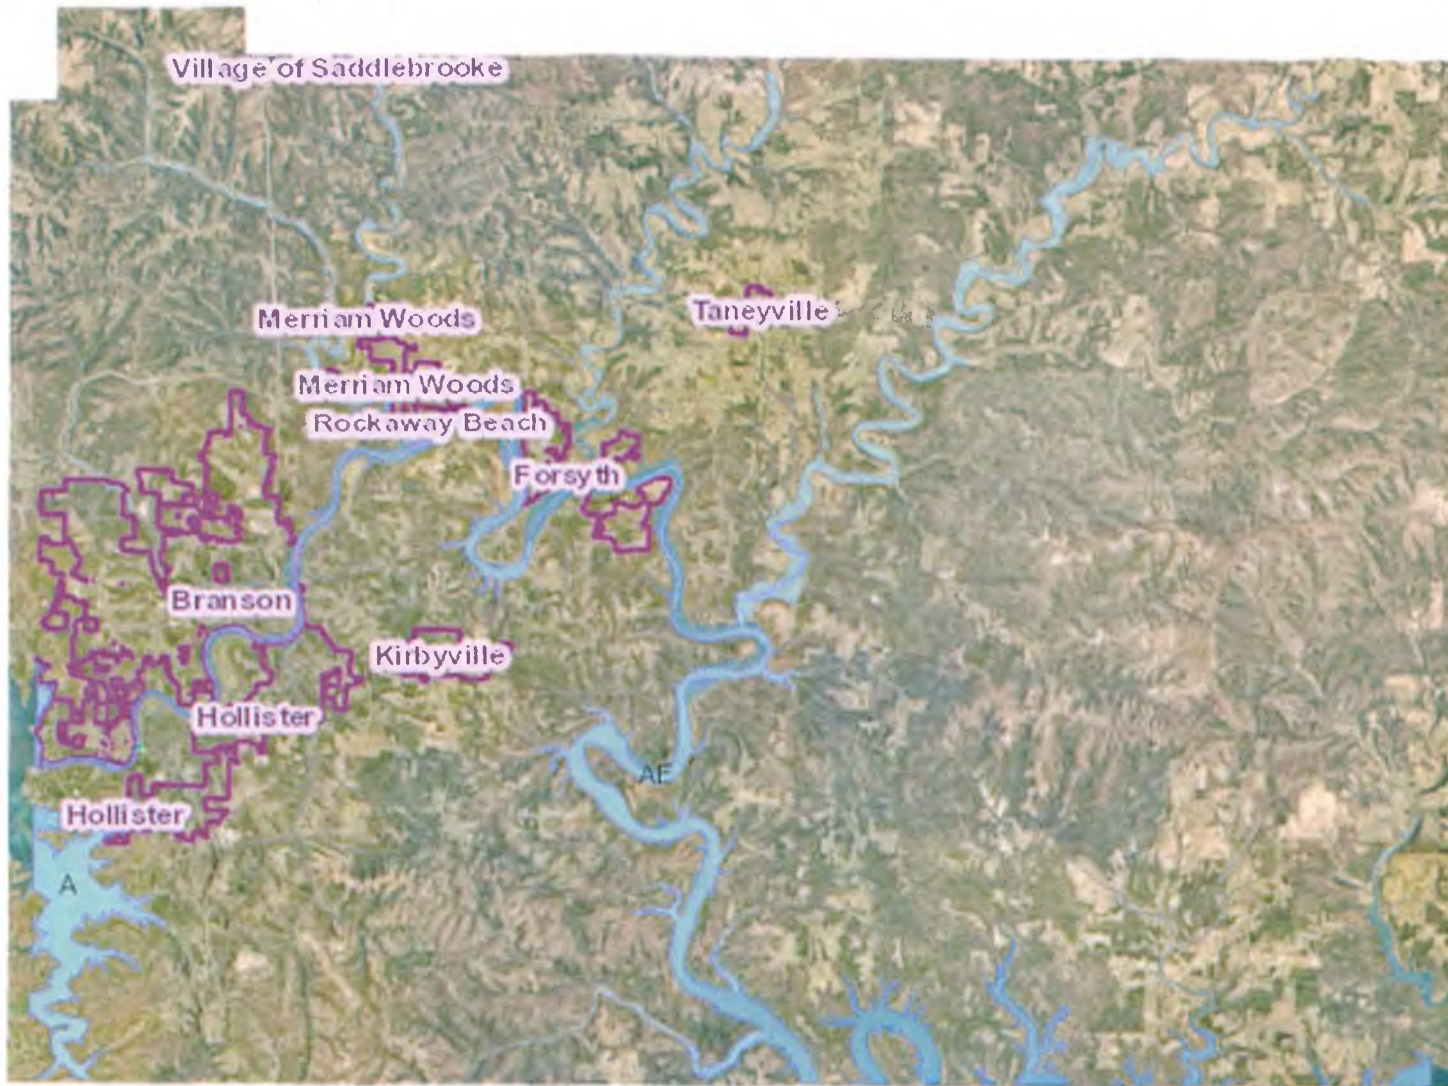 Village of Saddlebrooke
Merriam Woods
Taneyville
Merriam Woods
Rockaway Beach
Forsyth
Branson
Kirbyville
Hollister
AE
Hollister
A